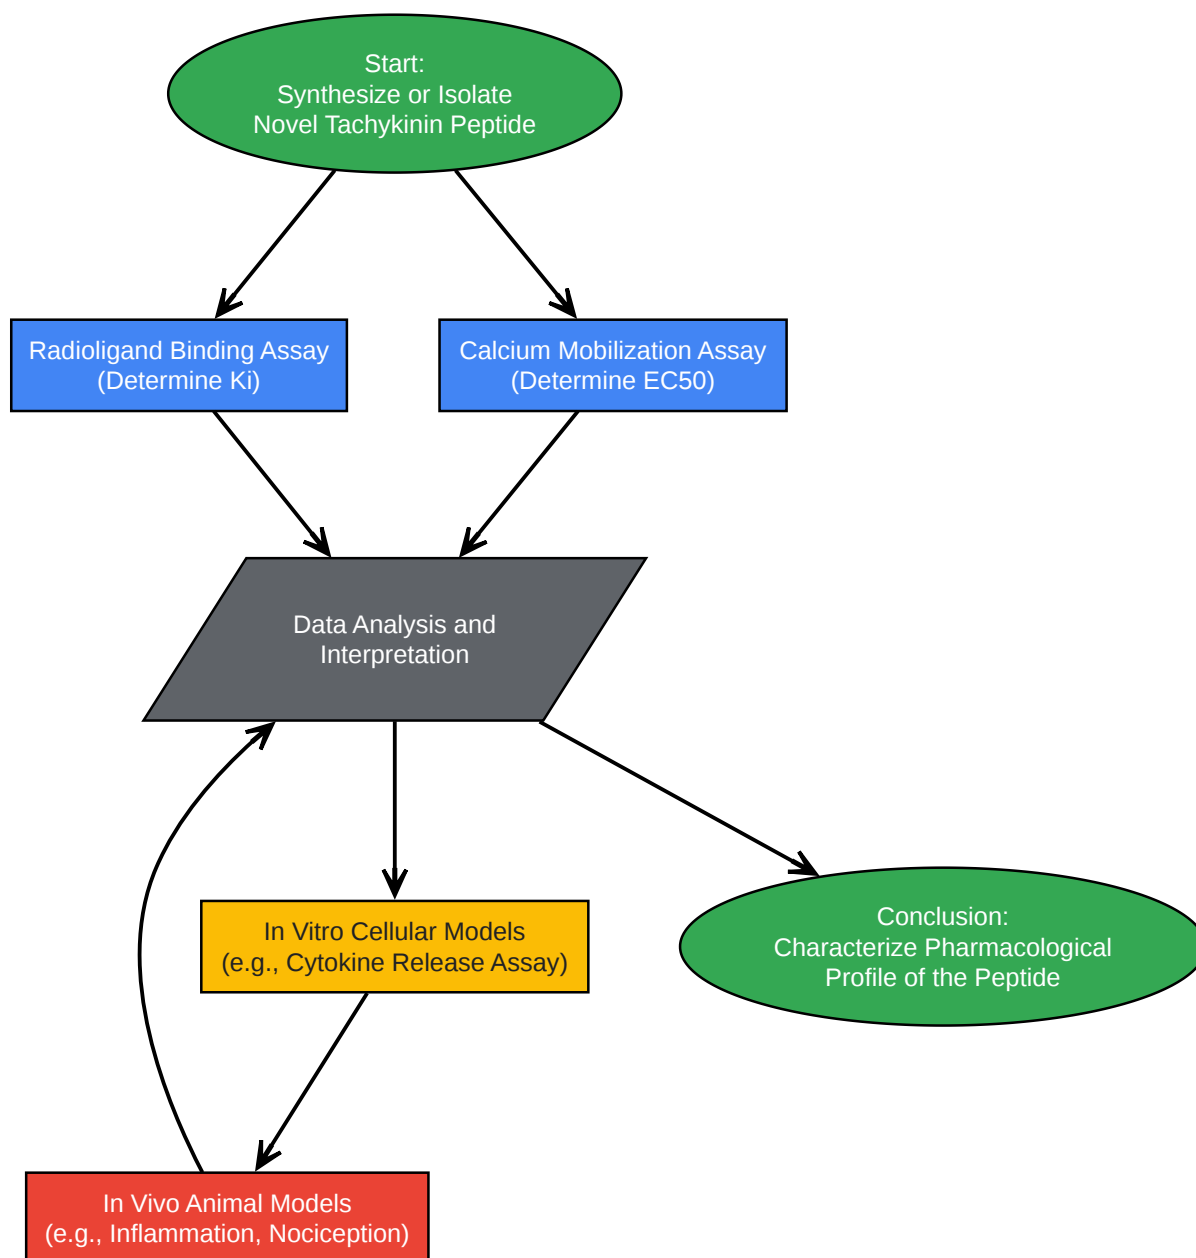 Start:
Synthesize or Isolate
Novel Tachykinin Peptide
Radioligand Binding Assay
(Determine Ki)
Calcium Mobilization Assay
(Determine EC50)
Data Analysis and
Interpretation
In Vitro Cellular Models
(e.g., Cytokine Release Assay)
Conclusion:
Characterize Pharmacological
Profile of the Peptide
In Vivo Animal Models
(e.g., Inflammation, Nociception)